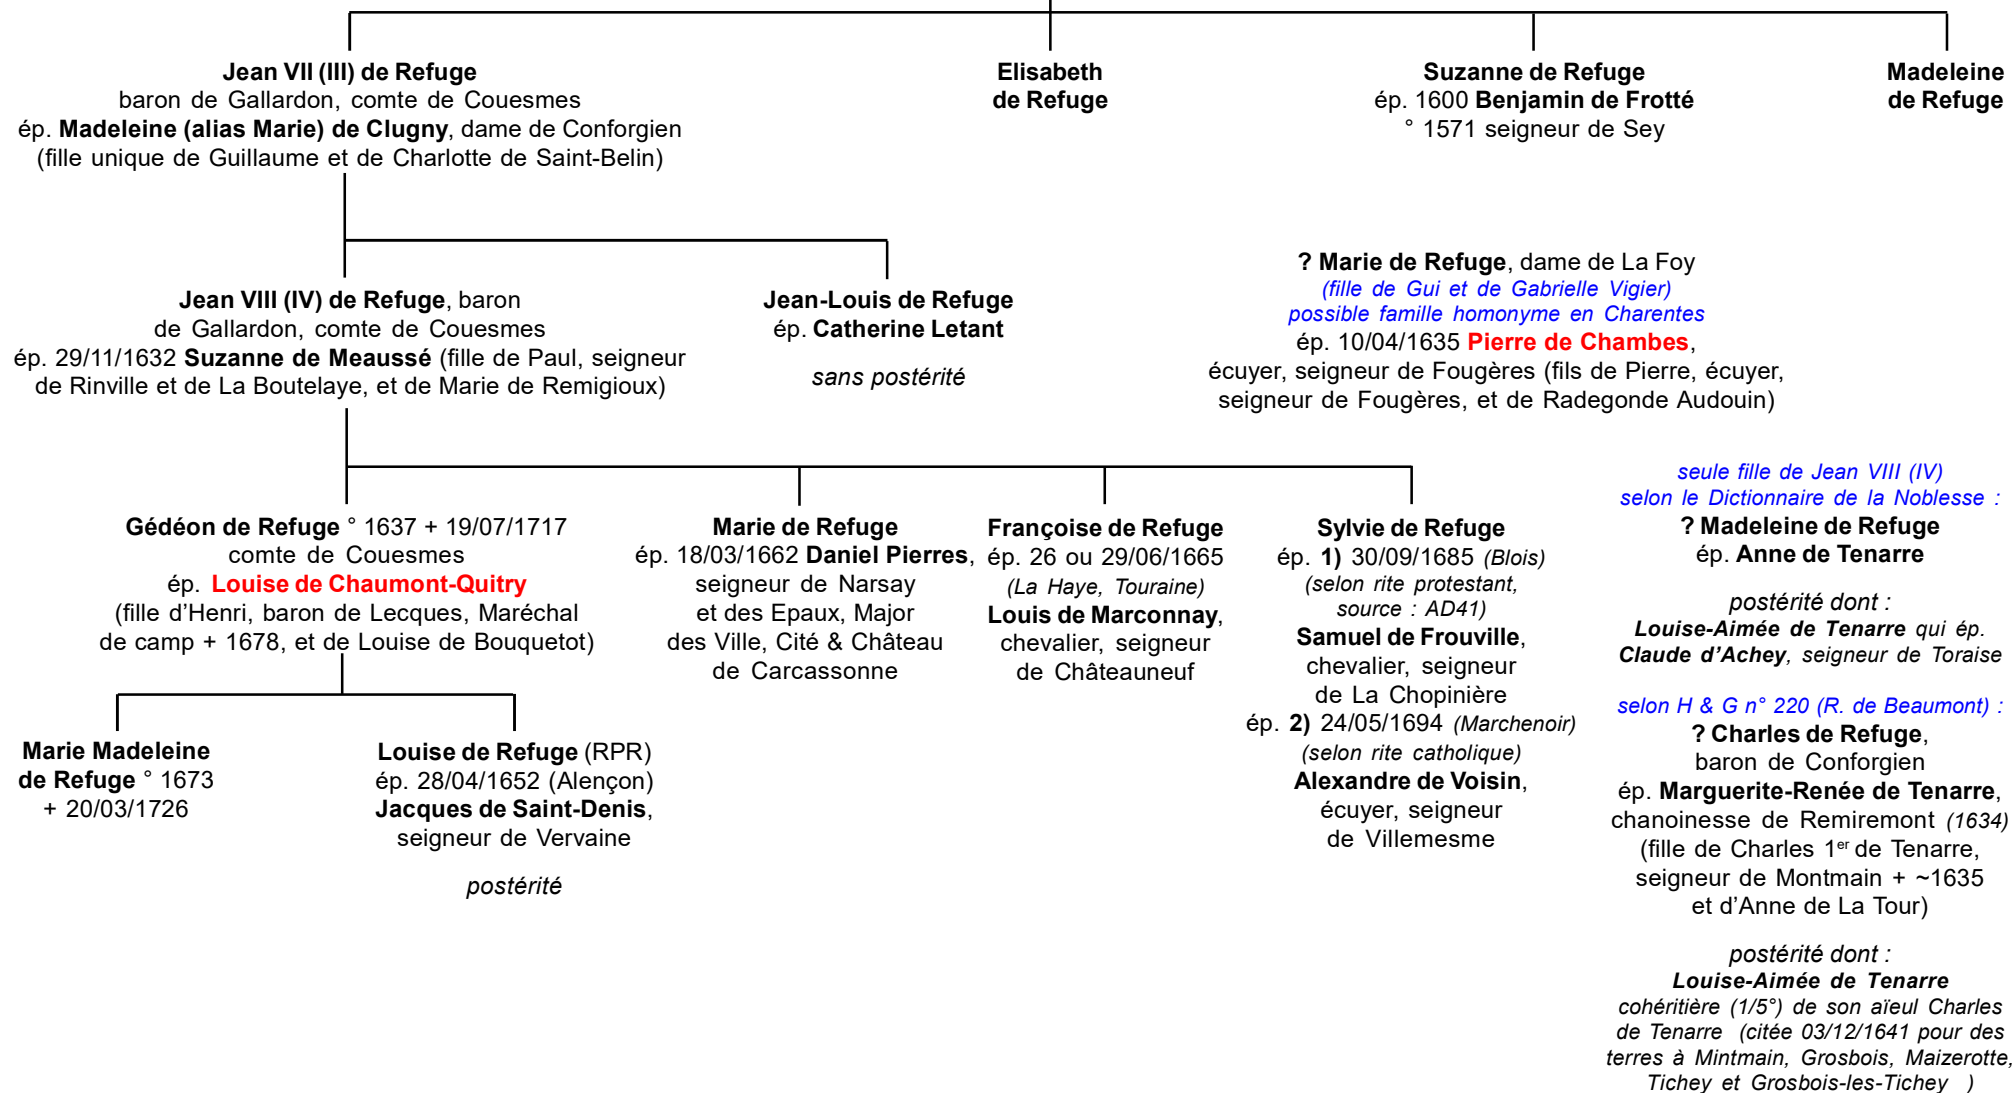 Jean VII (III) de Refuge
baron de Gallardon, comte de Couesmes
ép. Madeleine (alias Marie) de Clugny, dame de Conforgien
(fille unique de Guillaume et de Charlotte de Saint-Belin)
Elisabeth
de Refuge
Suzanne de Refuge
ép. 1600 Benjamin de Frotté
° 1571 seigneur de Sey
Madeleine
de Refuge
Jean VIII (IV) de Refuge, baron
de Gallardon, comte de Couesmes
ép. 29/11/1632 Suzanne de Meaussé (fille de Paul, seigneur
de Rinville et de La Boutelaye, et de Marie de Remigioux)
Jean-Louis de Refuge
ép. Catherine Letant
sans postérité
? Marie de Refuge, dame de La Foy
(fille de Gui et de Gabrielle Vigier)
possible famille homonyme en Charentes
ép. 10/04/1635 Pierre de Chambes,
écuyer, seigneur de Fougères (fils de Pierre, écuyer,
seigneur de Fougères, et de Radegonde Audouin)
Gédéon de Refuge ° 1637 + 19/07/1717
comte de Couesmes
ép. Louise de Chaumont-Quitry
(fille d'Henri, baron de Lecques, Maréchal
de camp + 1678, et de Louise de Bouquetot)
Marie de Refuge
ép. 18/03/1662 Daniel Pierres,
seigneur de Narsay
et des Epaux, Major
des Ville, Cité & Château
de Carcassonne
Françoise de Refuge
ép. 26 ou 29/06/1665
(La Haye, Touraine)
Louis de Marconnay,
chevalier, seigneur
de Châteauneuf
Sylvie de Refuge
ép. 1) 30/09/1685 (Blois)
(selon rite protestant,
source : AD41)
Samuel de Frouville,
chevalier, seigneur
de La Chopinière
ép. 2) 24/05/1694 (Marchenoir)
(selon rite catholique)
Alexandre de Voisin,
écuyer, seigneur
de Villemesme
seule fille de Jean VIII (IV)
selon le Dictionnaire de la Noblesse :
? Madeleine de Refuge
ép. Anne de Tenarre
postérité dont :
Louise-Aimée de Tenarre qui ép.
Claude d'Achey, seigneur de Toraise
selon H & G n° 220 (R. de Beaumont) :
? Charles de Refuge,
baron de Conforgien
ép. Marguerite-Renée de Tenarre,
chanoinesse de Remiremont (1634)
(fille de Charles 1er de Tenarre,
seigneur de Montmain + ~1635
et d'Anne de La Tour)
postérité dont :
Louise-Aimée de Tenarre
cohéritière (1/5°) de son aïeul Charles
de Tenarre (citée 03/12/1641 pour des
terres à Mintmain, Grosbois, Maizerotte,
Tichey et Grosbois-les-Tichey )
Marie Madeleine
de Refuge ° 1673
+ 20/03/1726
Louise de Refuge (RPR)
ép. 28/04/1652 (Alençon)
Jacques de Saint-Denis,
seigneur de Vervaine
postérité